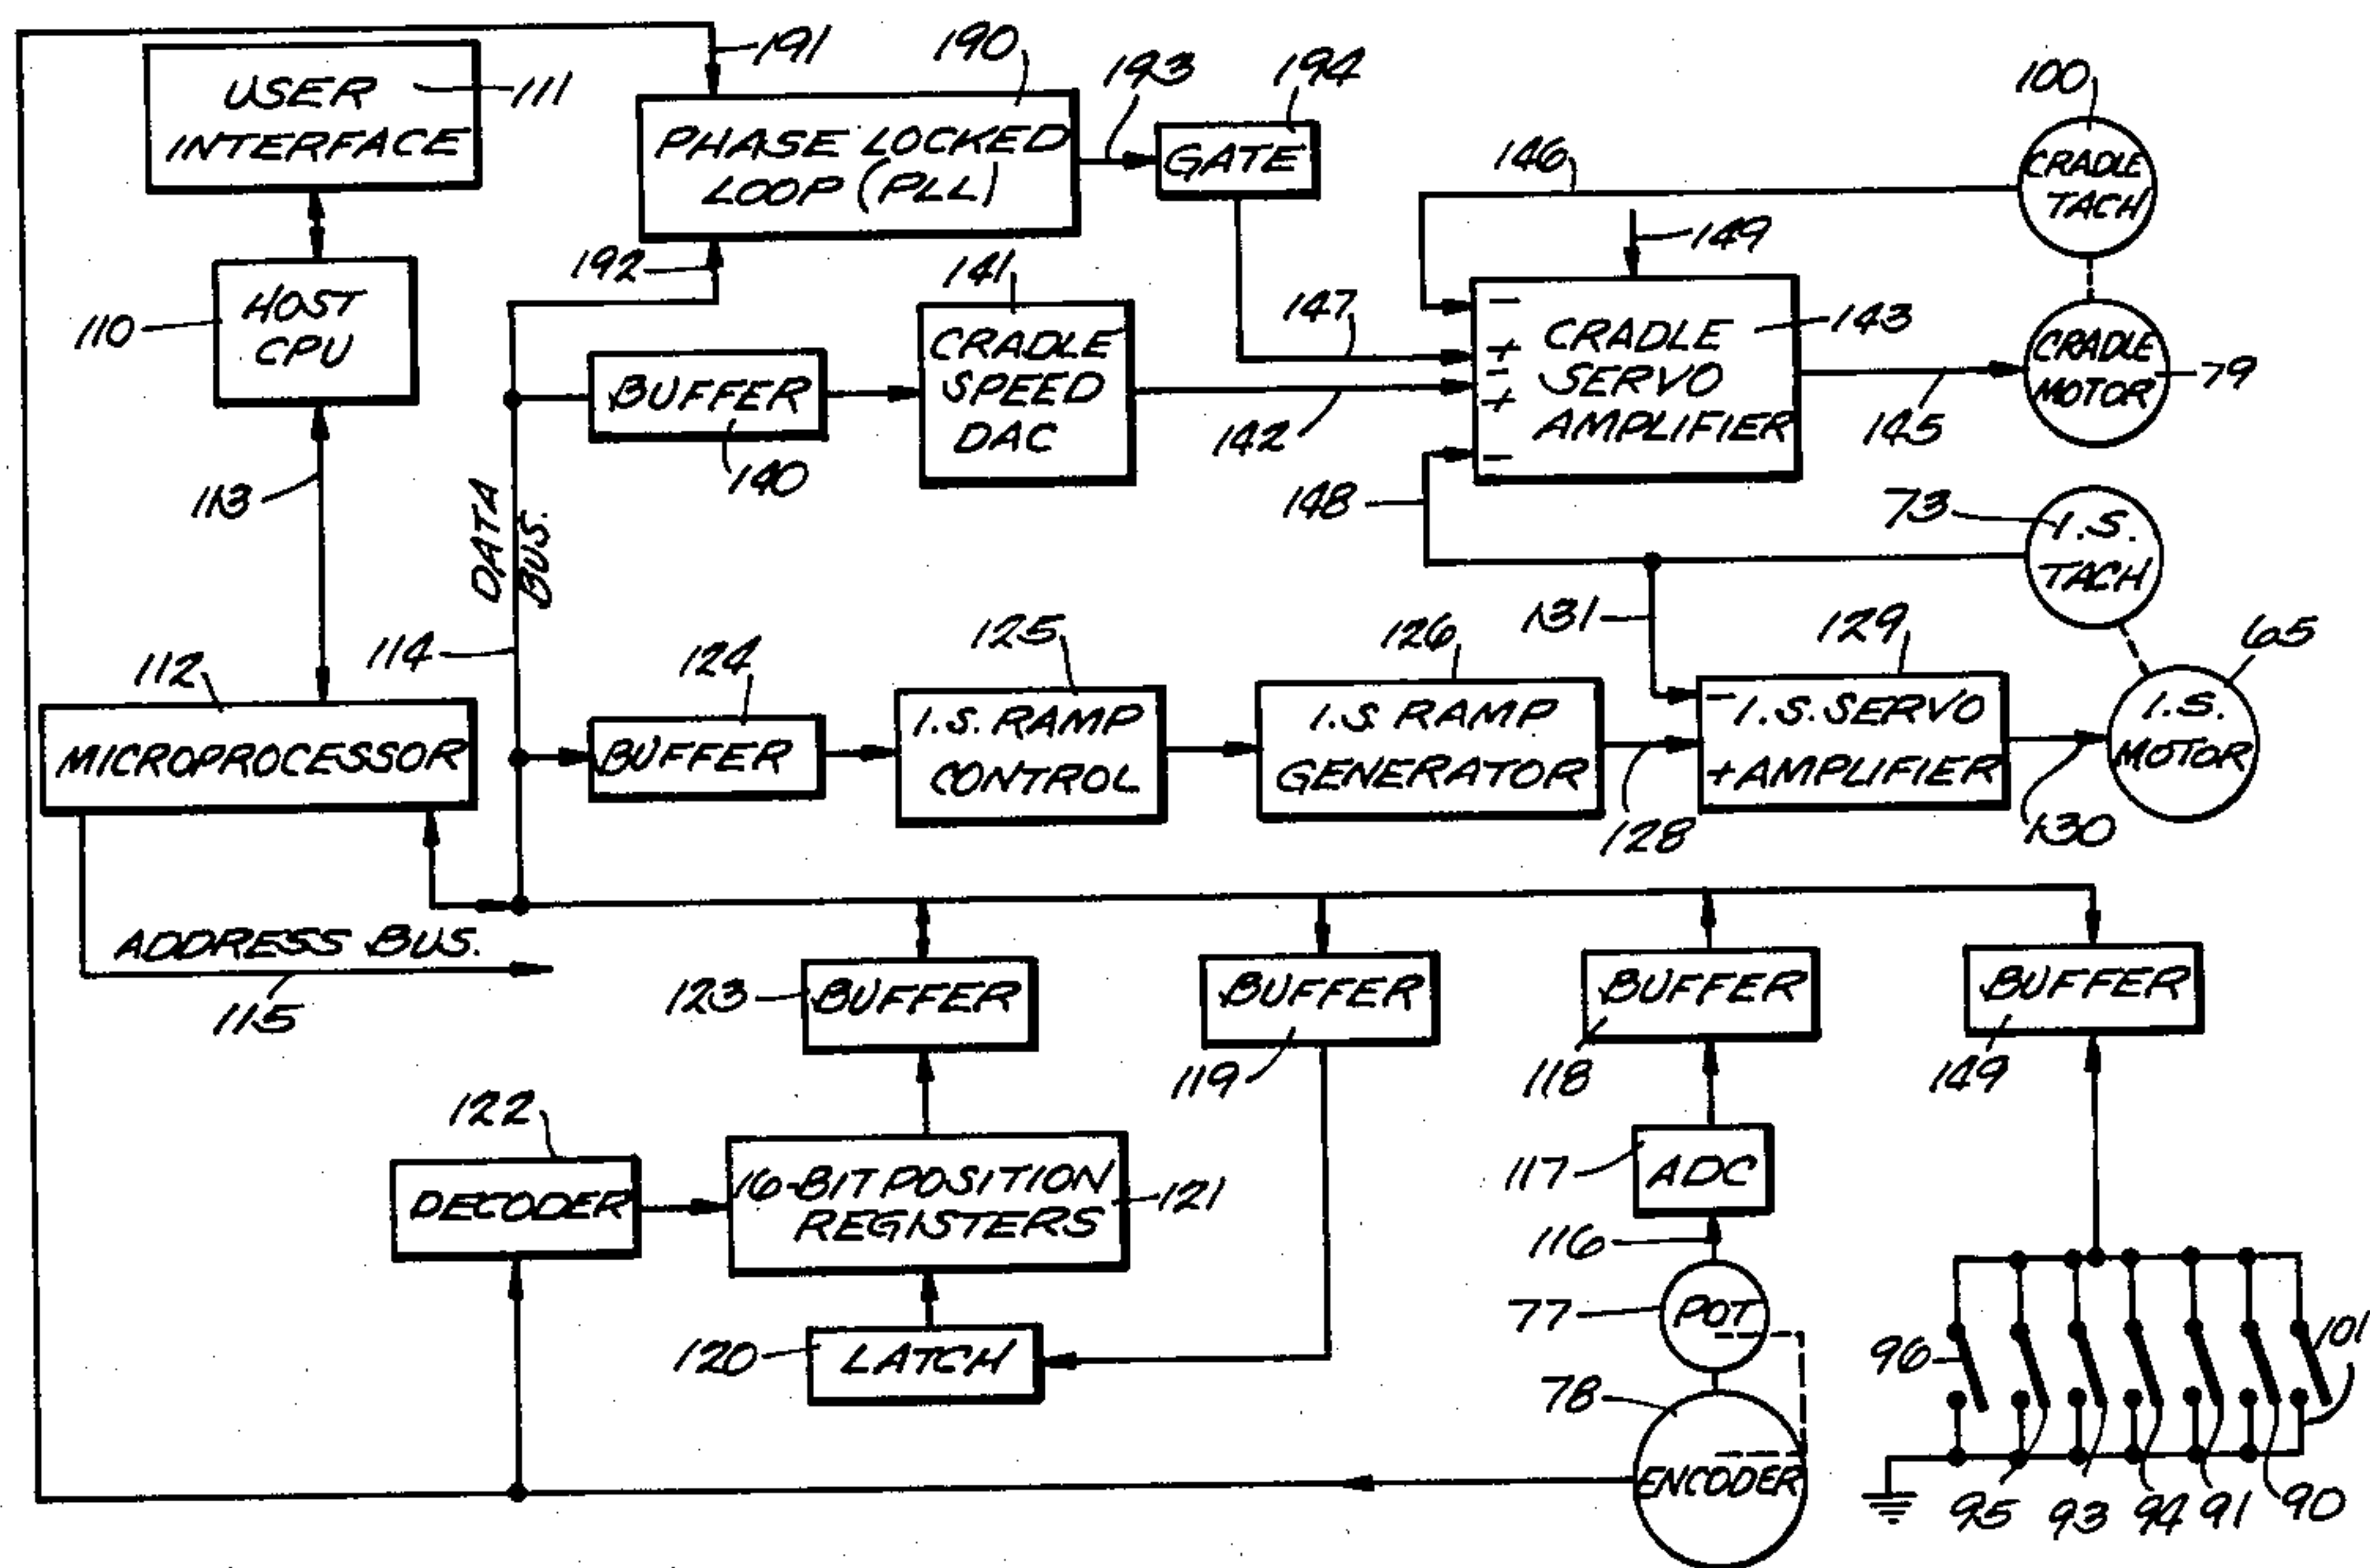 191
190
193
194
100
USER
INTERFACE
111
PHASE LOCKED
LOOP (PLL)
GATE
146
CRADLE
TACH
149
192
141
147
HOST
CPU
110
CRADLE
SPEED
DAC
BUFFER
140
142
-
+
-
+
-
CRADLE
SERVO
AMPLIFIER
143
145
CRADLE
MOTOR
79
113
DATA
BUS.
148
73
I.S.
TACH
131
114
112
124
125
126
129
65
MICROPROCESSOR
BUFFER
I.S. RAMP
CONTROL
I.S RAMP
GENERATOR
128
- I.S. SERVO
+ AMPLIFIER
130
I.S.
MOTOR
ADDRESS BUS.
115
123
BUFFER
BUFFER
119
BUFFER
118
BUFFER
149
122
DECODER
16-BIT POSITION
REGISTERS
121
117
ADC
116
77
POT
120
LATCH
78
ENCODER
96
101
95
93
94
91
90